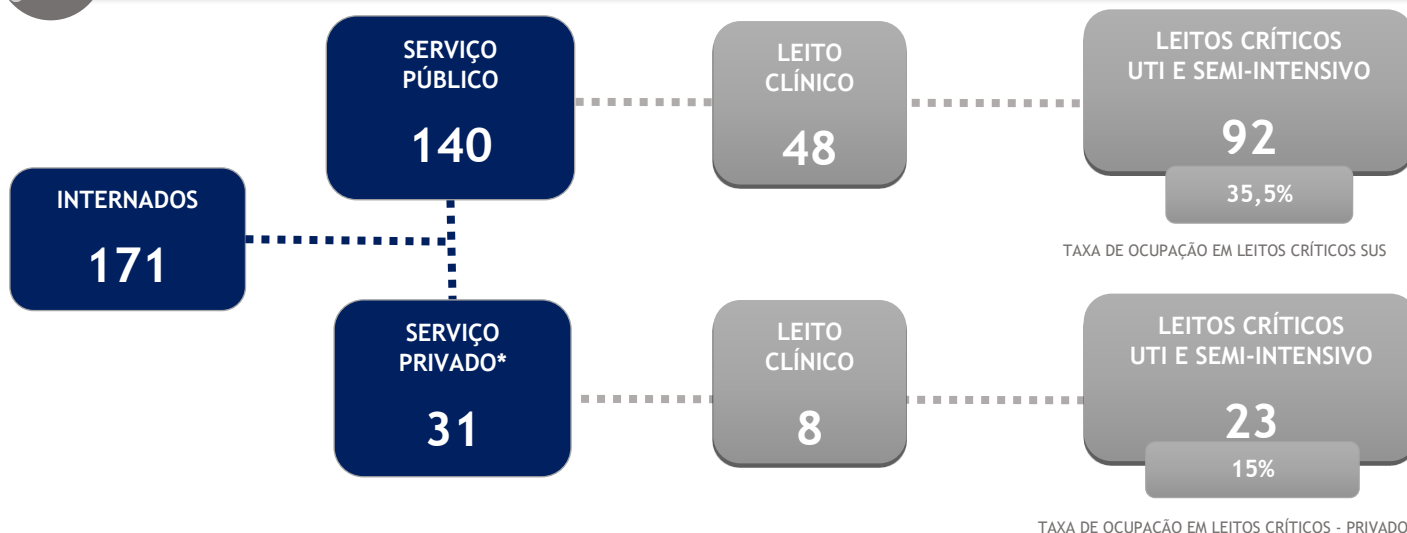 INTERNADOS
171
SERVIÇO
PÚBLICO
140
LEITO
CLÍNICO
48
LEITOS CRÍTICOS
UTI E SEMI-INTENSIVO
92
35,5%
TAXA DE OCUPAÇÃO EM LEITOS CRÍTICOS SUS
SERVIÇO
PRIVADO*
31
LEITO
CLÍNICO
8
LEITOS CRÍTICOS
UTI E SEMI-INTENSIVO
23
15%
TAXA DE OCUPAÇÃO EM LEITOS CRÍTICOS - PRIVADO